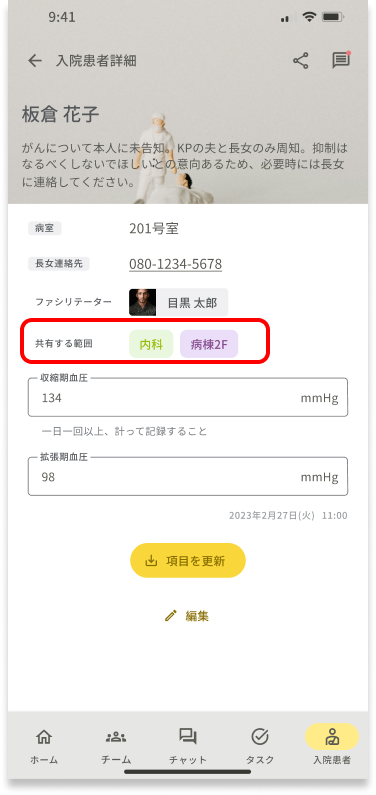 9:41
入院患者詳細
板倉 花子
がんについて本人に未告知。KPの夫と長女のみ周知。抑制は
なるべくしないでほしいとの意向あるため、必要時には長女
に連絡してください。
病室 201号室
長女連絡先 080-1234-5678
ファシリテーター 目黒 太郎
共有する範囲 内科 病棟2F
収縮期血圧
134 mmHg
一日一回以上、計って記録すること
拡張期血圧
98 mmHg
2023年2月27日(火) 11:00
項目を更新
編集
ホーム チーム チャット タスク 入院患者